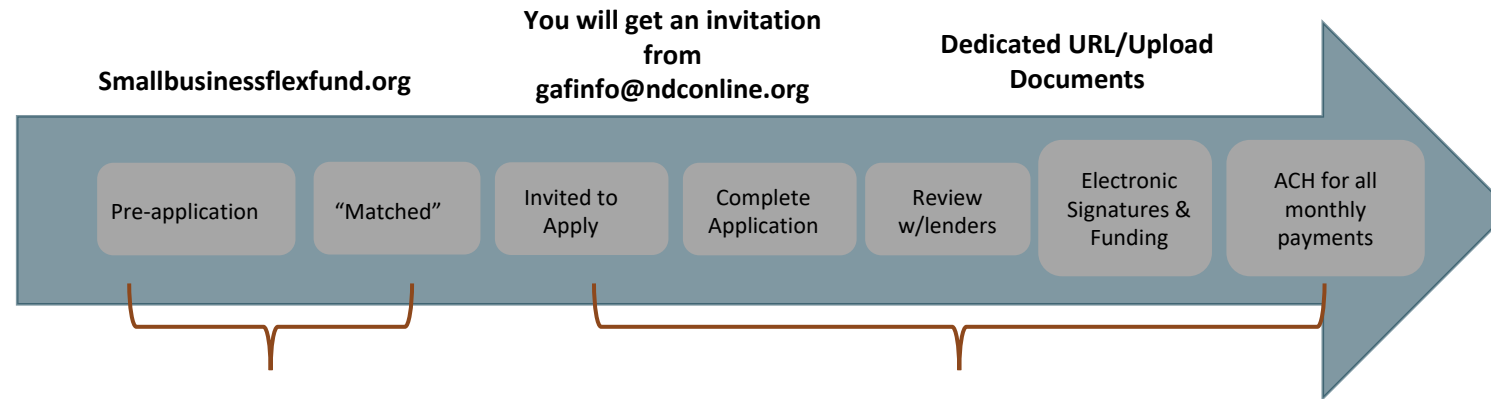 Smallbusinessflexfund.org
You will get an invitation
from
gafinfo@ndconline.org
Dedicated URL/Upload
Documents
Pre-application
“Matched”
Invited to
Apply
Complete
Application
Review
w/lenders
Electronic
Signatures &
Funding
ACH for all
monthly
payments